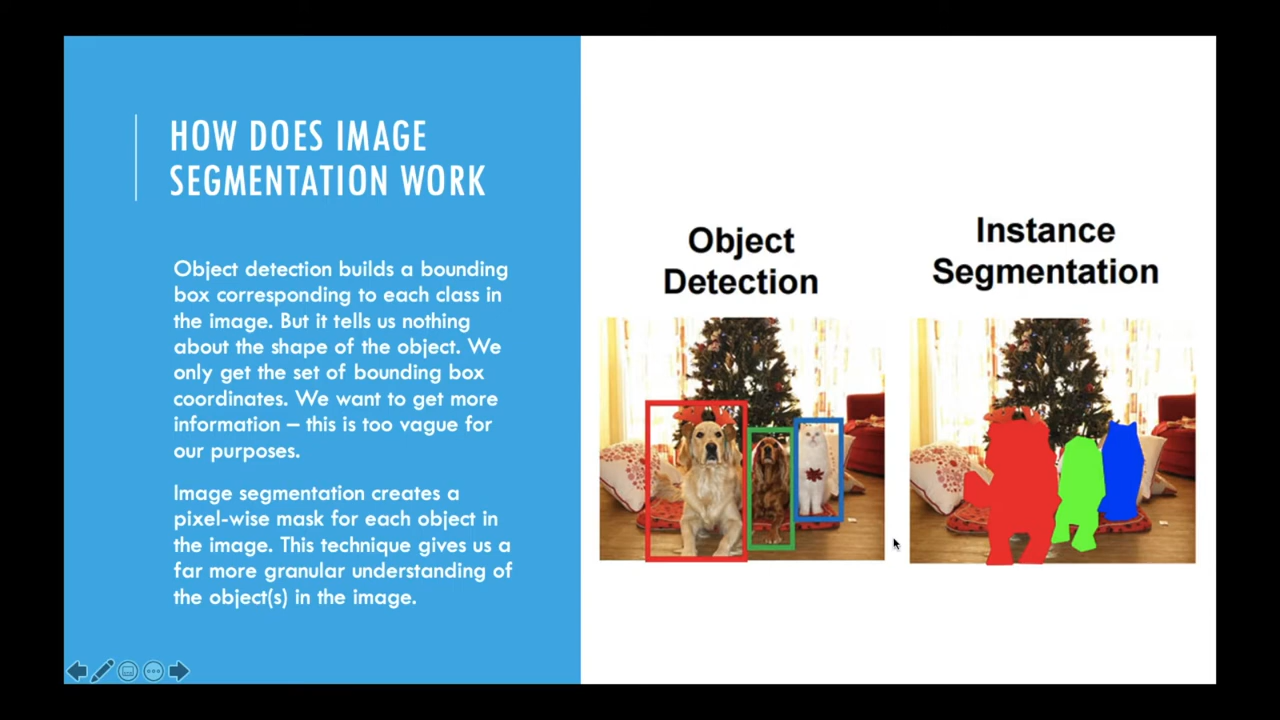 HOW DOES IMAGE
SEGMENTATION WORK
Object detection builds a bounding
box corresponding to each class in
the image. But it tells us nothing
about the shape of the object. We
only get the set of bounding box
coordinates. We want to get more
information – this is too vague for
our purposes.
Image segmentation creates a
pixel-wise mask for each object in
the image. This technique gives us a
far more granular understanding of
the object(s) in the image.
Object
Detection
Instance
Segmentation